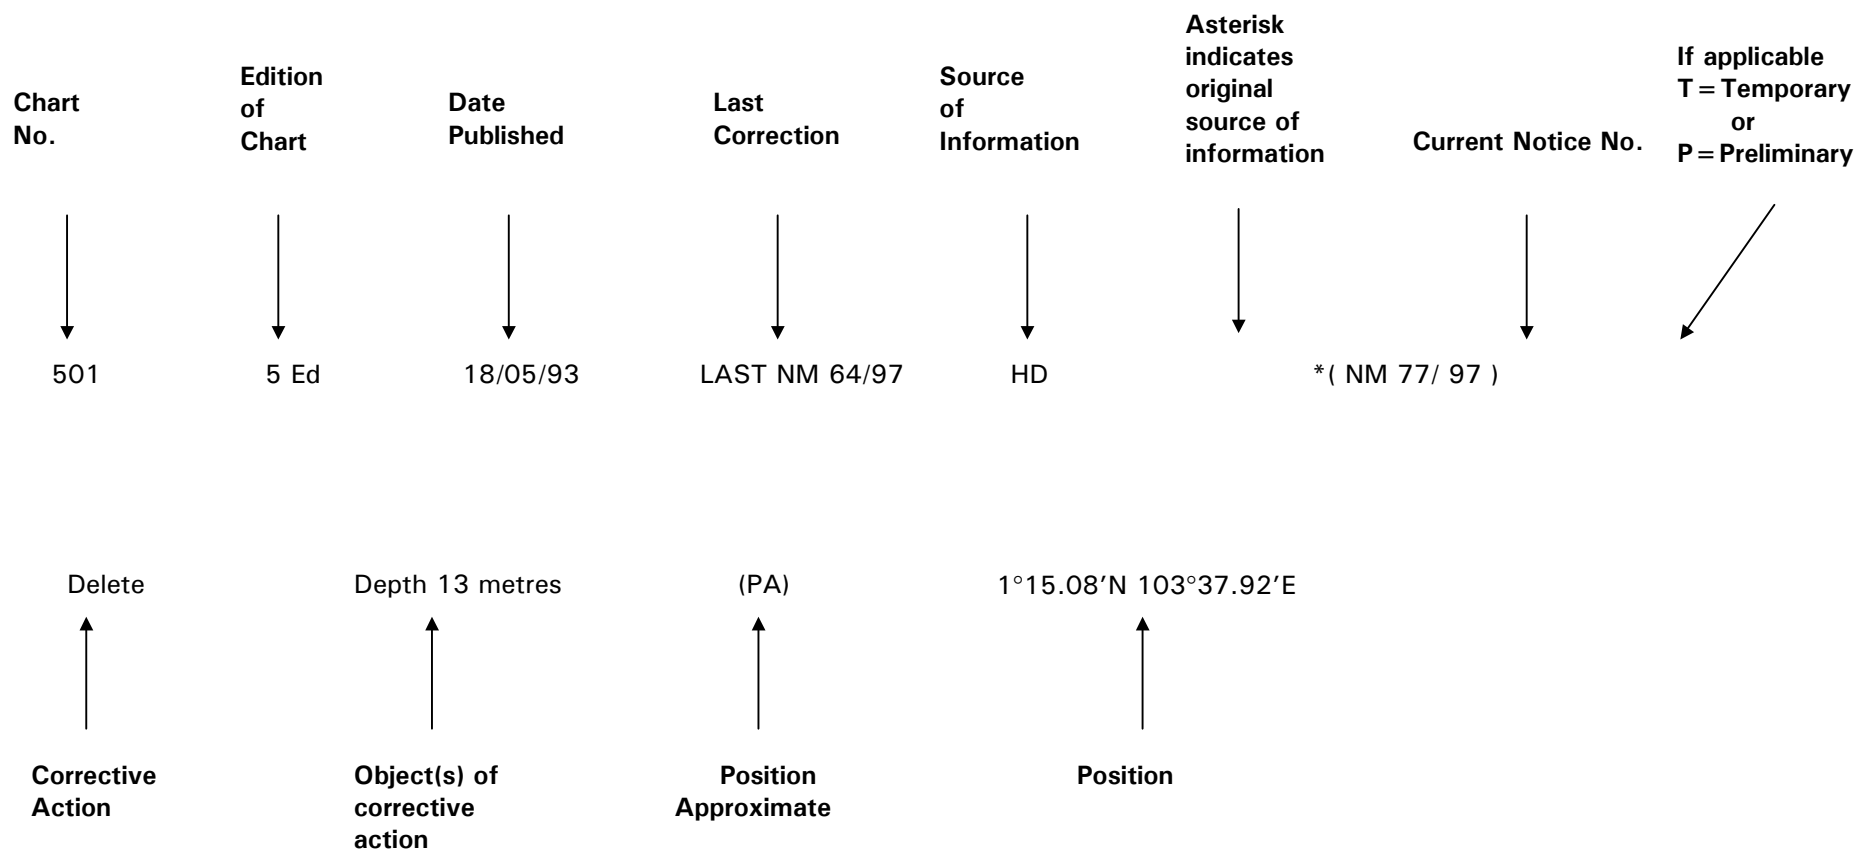 Chart
No.
Edition
of
Chart
Date
Published
Last
Correction
Source
of
Information
Asterisk
indicates
original
source of
information
Current Notice No.
If applicable
T=Temporary
or
P=Preliminary
501 5 Ed 18/05/93 LAST NM 64/97 HD *( NM 77/ 97 )
Delete Depth 13 metres (PA) 1°15.08′N 103°37.92′E
Corrective
Action
Object(s) of
corrective
action
Position
Approximate
Position